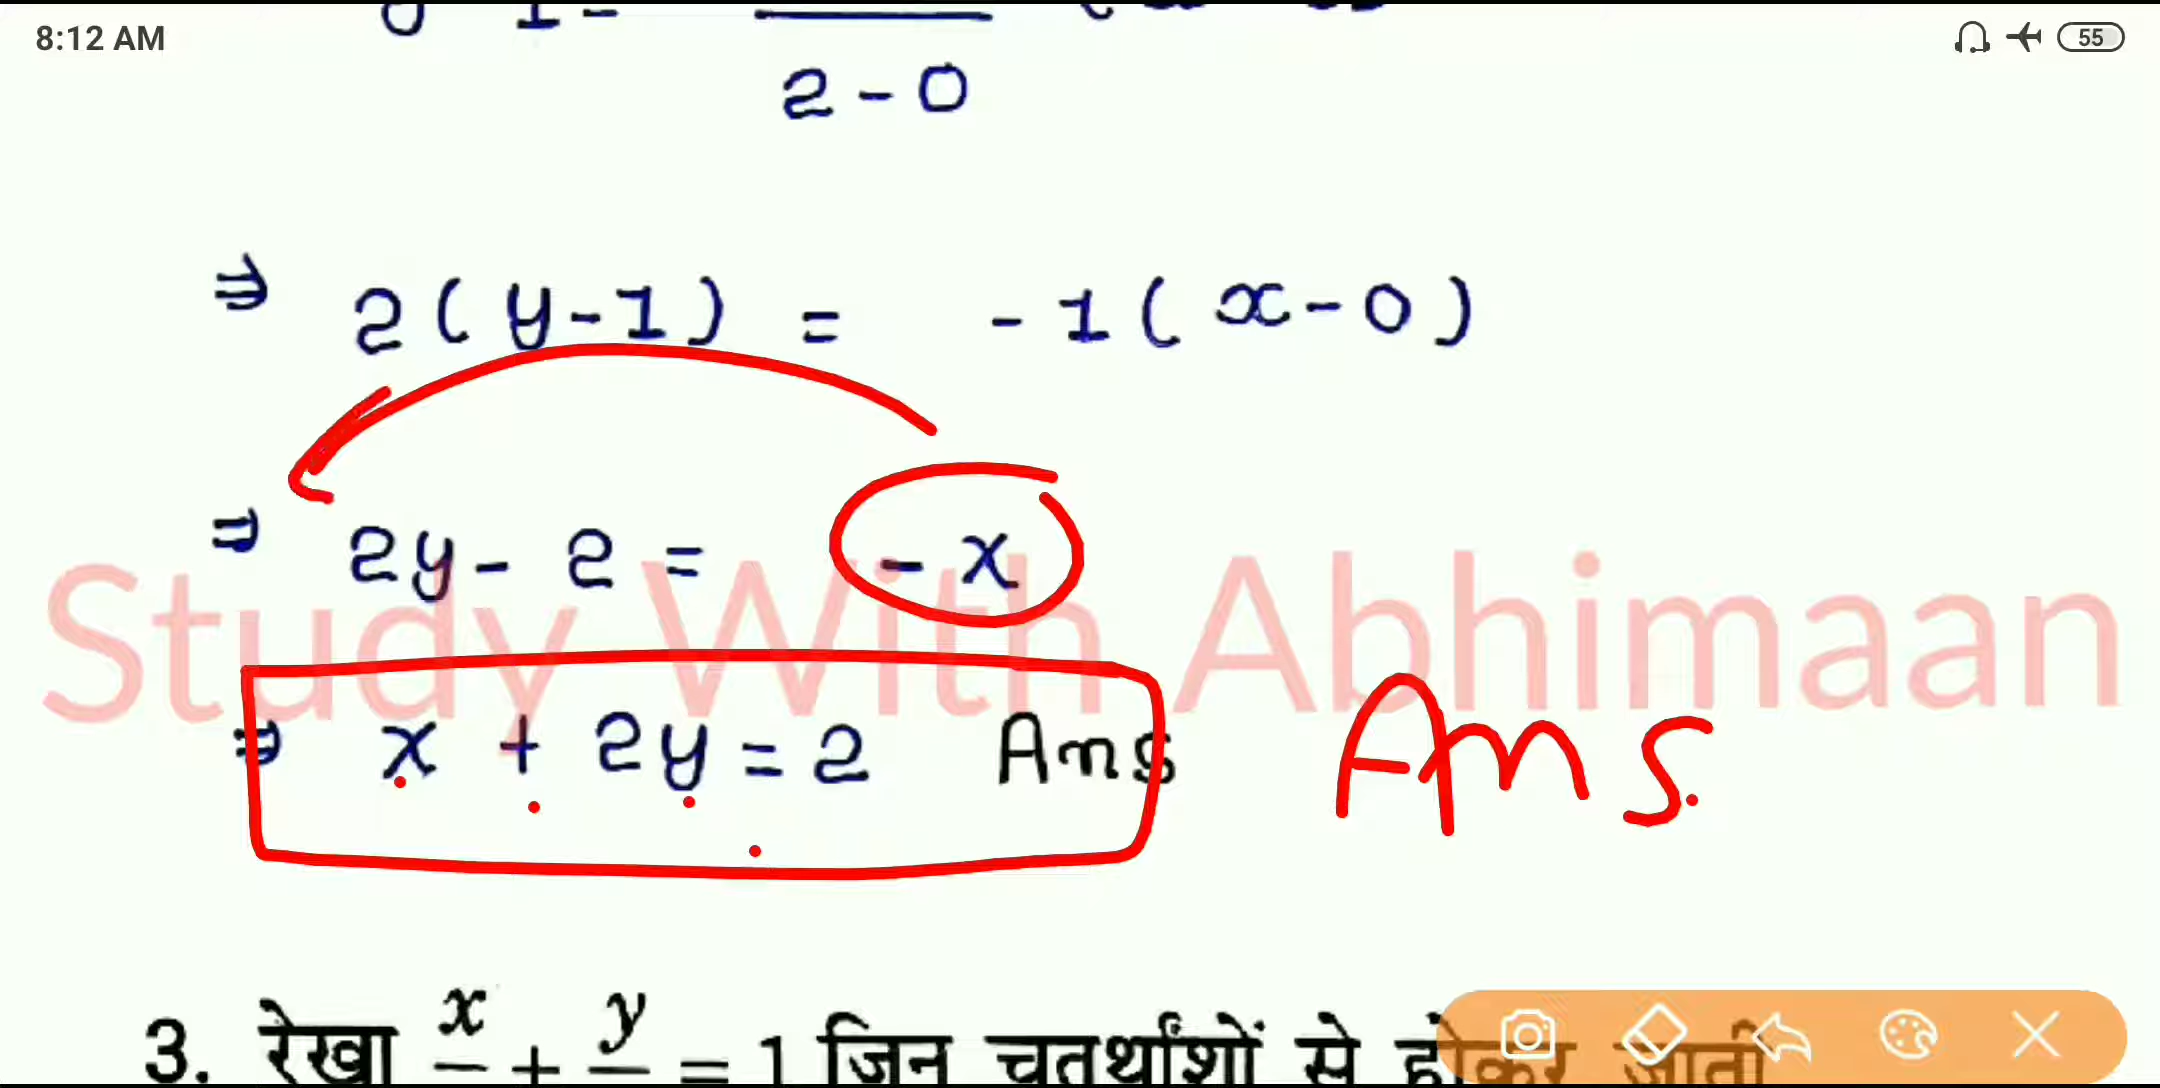 8:12 AM 55
2 - 0
⇒ 2(y-1) = -1(x-0)
⇒ 2y - 2 = -x
Study With Abhimaan
⇒ x + 2y = 2 Ans Ans.
3. रेखा x/ + y/ = 1 जिन चतुर्थांशों से होकर जाती